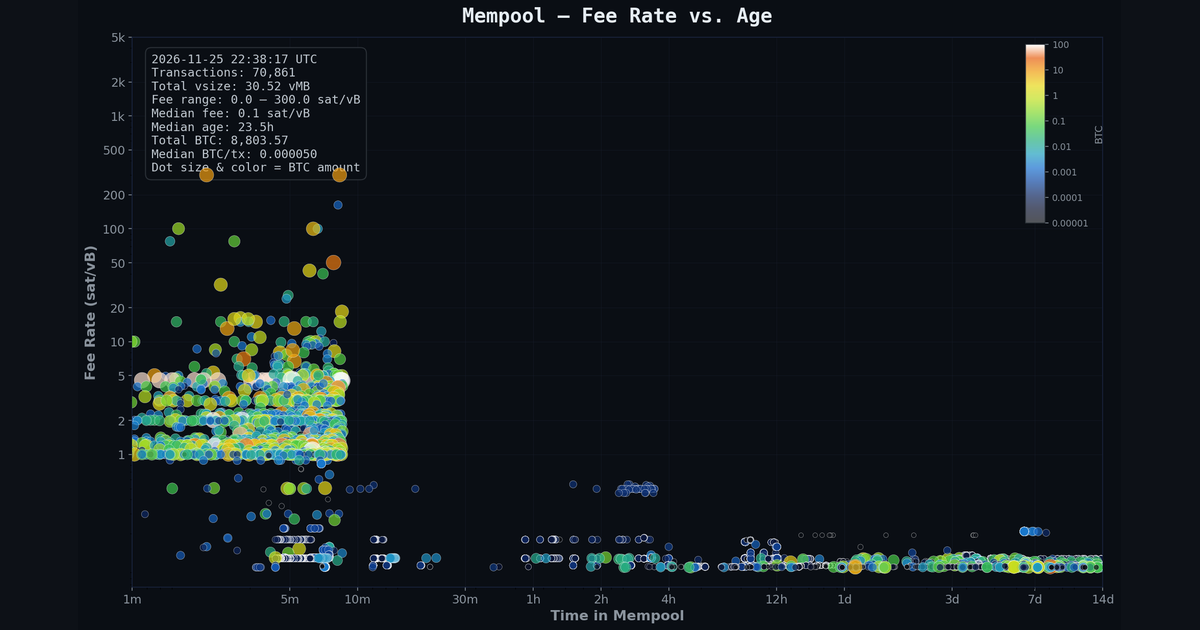 Mempool — Fee Rate vs. Age
5k
2k
1k
500
200
100
50
20
10
5
2
1
Fee Rate (sat/vB)
2026-11-25 22:38:17 UTC
Transactions: 70,861
Total vsize: 30.52 vMB
Fee range: 0.0 — 300.0 sat/vB
Median fee: 0.1 sat/vB
Median age: 23.5h
Total BTC: 8,803.57
Median BTC/tx: 0.000050
Dot size & color = BTC amount
100
10
1
0.1
0.01
0.001
0.0001
0.00001
BTC
1m
5m
10m
30m
1h
2h
4h
12h
1d
3d
7d
14d
Time in Mempool